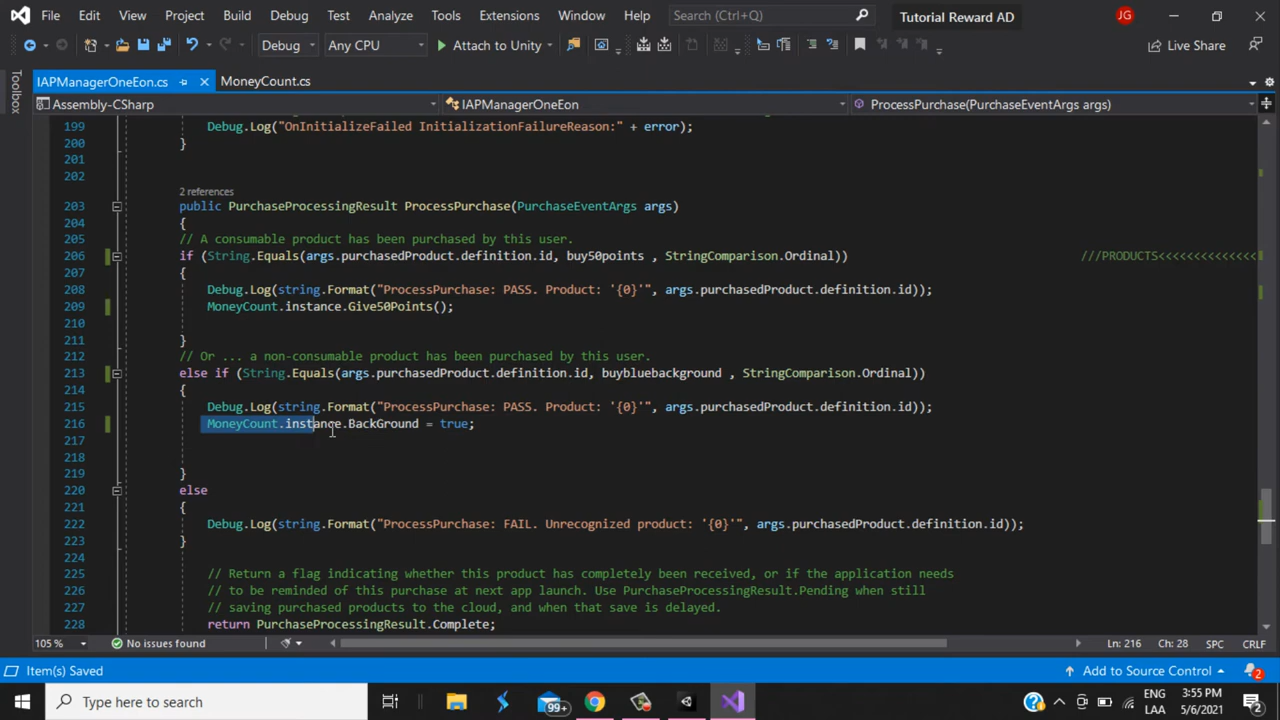 File Edit View Project Build Debug Test Analyze Tools Extensions Window Help Search (Ctrl+Q) Tutorial Reward AD JG
Debug Any CPU Attach to Unity Live Share
Toolbox
IAPManagerOneEon.cs MoneyCount.cs
Assembly-CSharp IAPManagerOneEon ProcessPurchase(PurchaseEventArgs args)
199 Debug.Log("OnInitializeFailed InitializationFailureReason:" + error);
200 }
201
202
2 references
203 public PurchaseProcessingResult ProcessPurchase(PurchaseEventArgs args)
204 {
205 // A consumable product has been purchased by this user.
206 if (String.Equals(args.purchasedProduct.definition.id, buy50points , StringComparison.Ordinal)) ///PRODUCTS<<<<<<<<<<<<<<
207 {
208 Debug.Log(string.Format("ProcessPurchase: PASS. Product: '{0}'", args.purchasedProduct.definition.id));
209 MoneyCount.instance.Give50Points();
210
211 }
212 // Or ... a non-consumable product has been purchased by this user.
213 else if (String.Equals(args.purchasedProduct.definition.id, buybluebackground , StringComparison.Ordinal))
214 {
215 Debug.Log(string.Format("ProcessPurchase: PASS. Product: '{0}'", args.purchasedProduct.definition.id));
216 MoneyCount.instance.BackGround = true;
217
218
219 }
220 else
221 {
222 Debug.Log(string.Format("ProcessPurchase: FAIL. Unrecognized product: '{0}'", args.purchasedProduct.definition.id));
223 }
224
225 // Return a flag indicating whether this product has completely been received, or if the application needs
226 // to be reminded of this purchase at next app launch. Use PurchaseProcessingResult.Pending when still
227 // saving purchased products to the cloud, and when that save is delayed.
228 return PurchaseProcessingResult.Complete;
105 % No issues found Ln: 216 Ch: 28 SPC CRLF
Item(s) Saved Add to Source Control 2
Type here to search 99+ ENG LAA 3:55 PM 5/6/2021 2